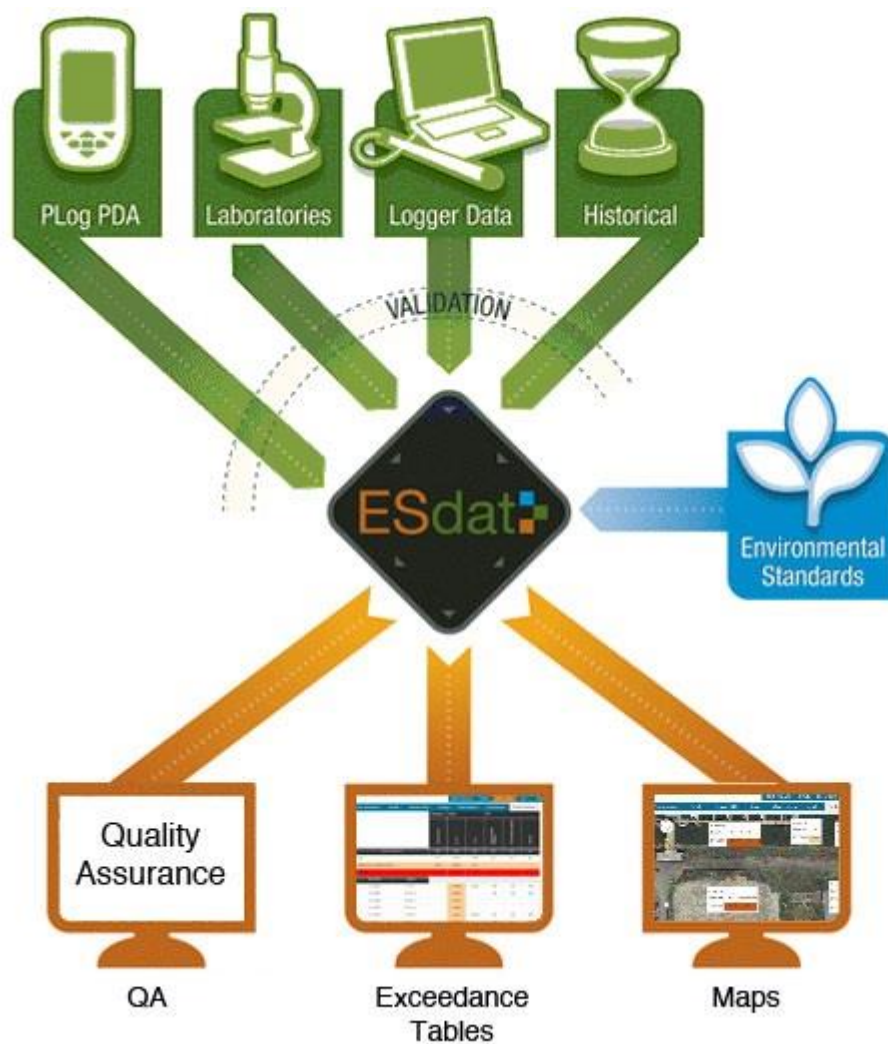 PLog PDA
Laboratories
Logger Data
Historical
VALIDATION
ESdat
Environmental
Standards
Quality
Assurance
QA
Exceedance
Tables
Maps